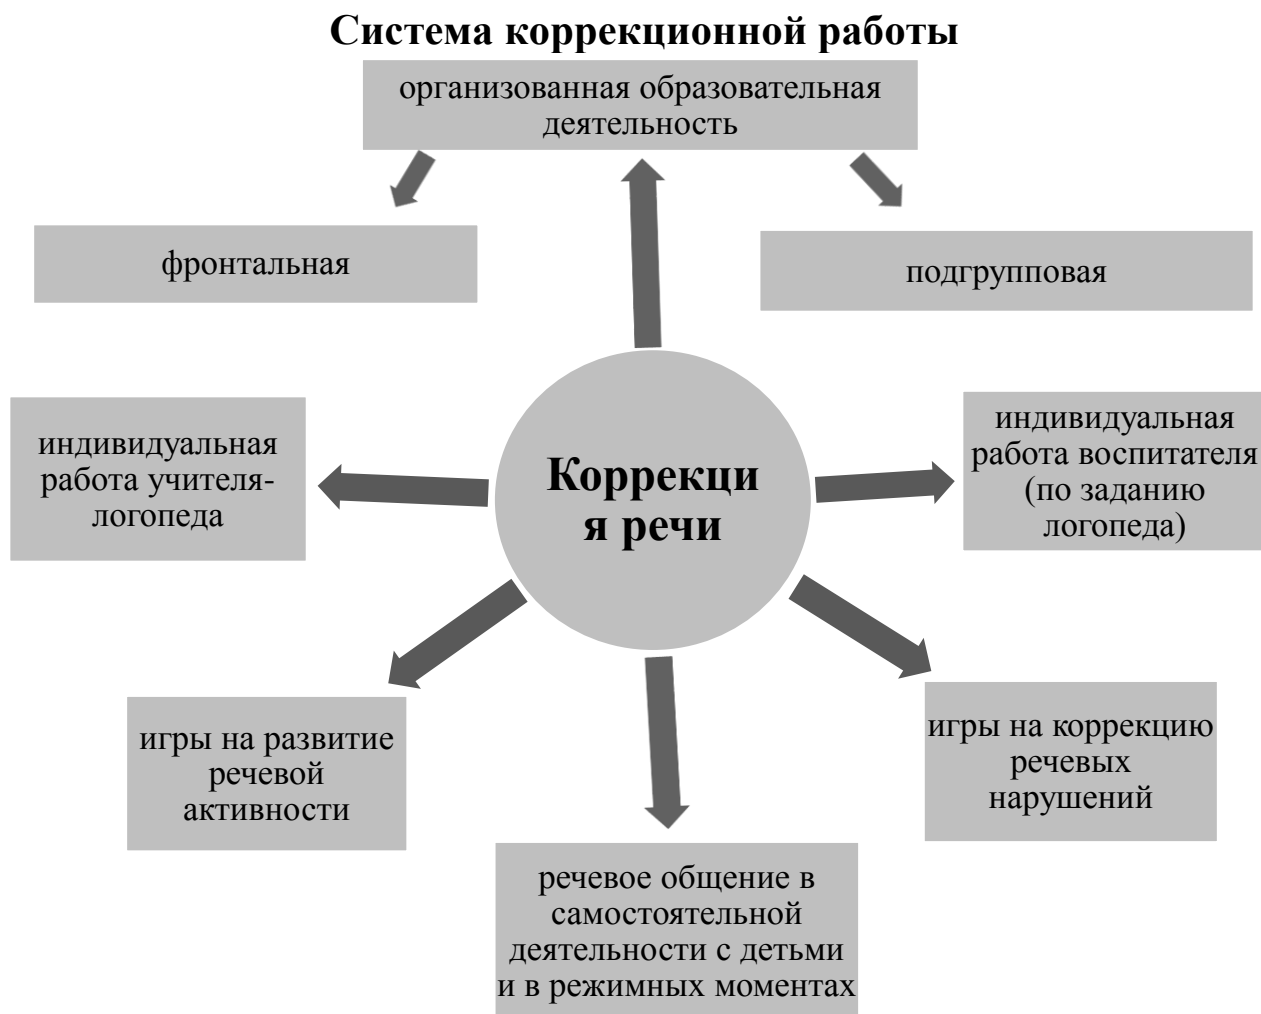 Система коррекционной работы
организованная образовательная
деятельность
фронтальная
подгрупповая
индивидуальная
работа учителя-
логопеда
Коррекци
я речи
индивидуальная
работа воспитателя
(по заданию
логопеда)
игры на развитие
речевой
активности
игры на коррекцию
речевых
нарушений
речевое общение в
самостоятельной
деятельности с детьми
и в режимных моментах